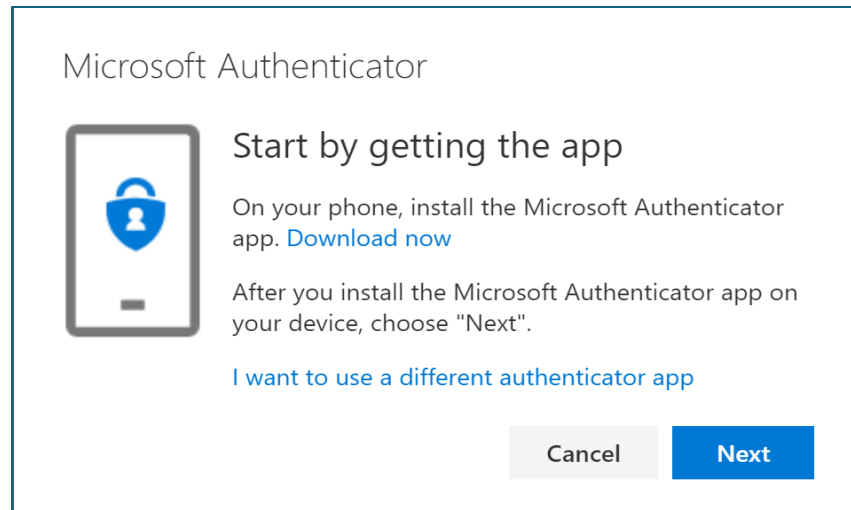 Microsoft Authenticator
Start by getting the app
On your phone, install the Microsoft Authenticator
app. Download now
After you install the Microsoft Authenticator app on
your device, choose "Next".
I want to use a different authenticator app
Cancel
Next